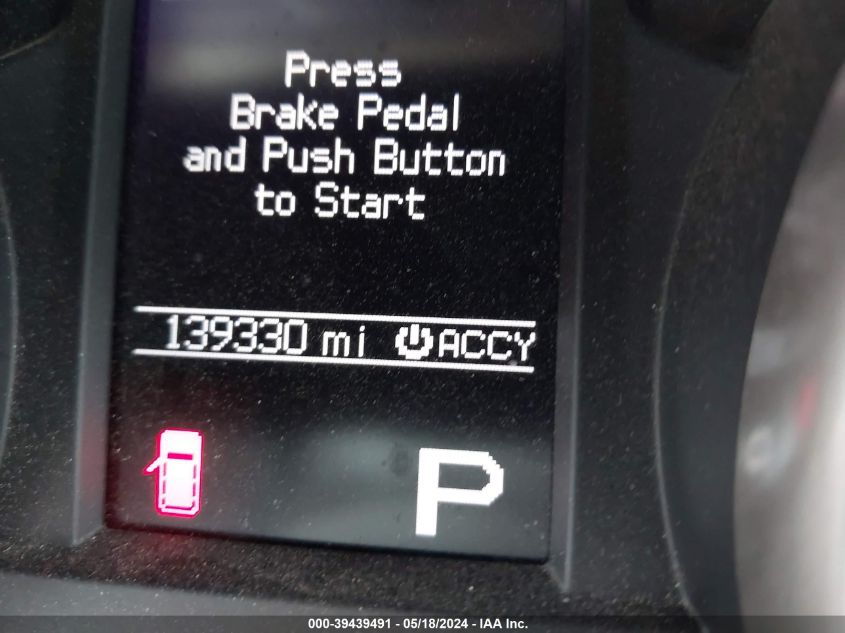 Press
Brake Pedal
and Push Button
to Start
139330 mi ACCY
P
000-39439491 - 05/18/2024 - IAA Inc.